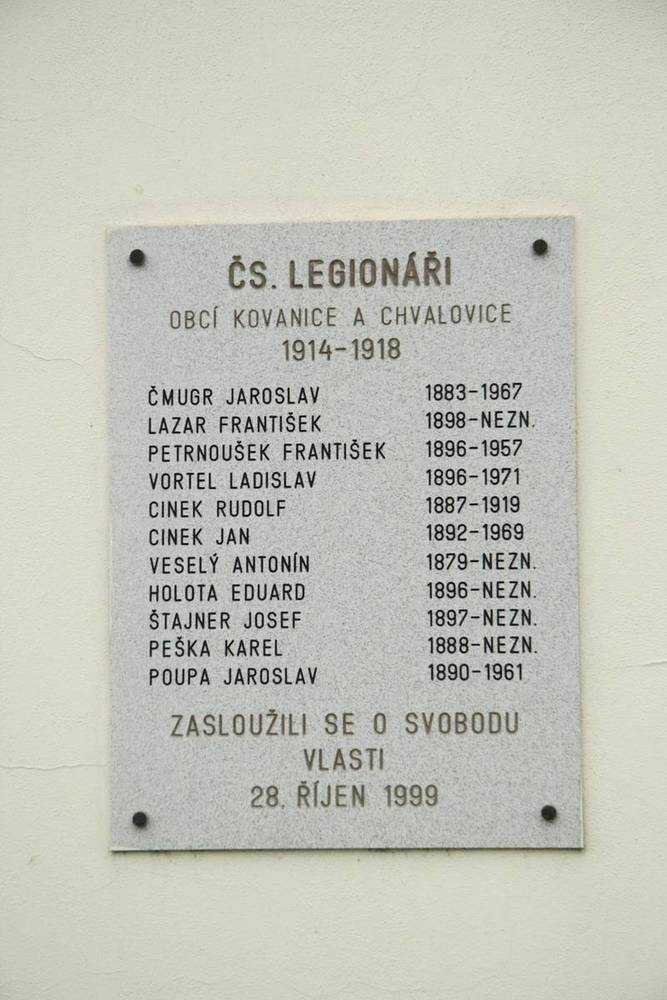 ČS. LEGIONÁŘI
OBCÍ KOVANICE A CHVALOVICE
1914-1918
ČMUGR JAROSLAV 1883-1967
LAZAR FRANTIŠEK 1898-NEZN.
PETRNOUŠEK FRANTIŠEK 1896-1957
VORTEL LADISLAV 1896-1971
CINEK RUDOLF 1887-1919
CINEK JAN 1892-1969
VESELÝ ANTONÍN 1879-NEZN.
HOLOTA EDUARD 1896-NEZN.
ŠTAJNER JOSEF 1897-NEZN.
PEŠKA KAREL 1888-NEZN.
POUPA JAROSLAV 1890-1961
ZASLOUŽILI SE O SVOBODU
VLASTI
28. ŘÍJEN 1999